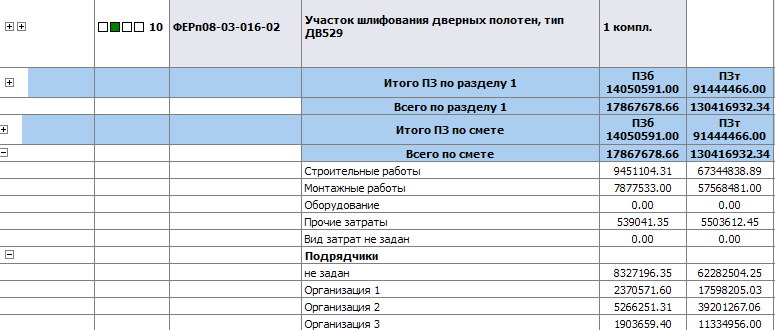 10 ФЕРп08-03-016-02 Участок шлифования дверных полотен, тип 1 компл.
ДВ529
Итого ПЗ по разделу 1 ПЗб ПЗт
14050591.00 91444466.00
Всего по разделу 1 17867678.66 130416932.34
Итого ПЗ по смете ПЗб ПЗт
14050591.00 91444466.00
Всего по смете 17867678.66 130416932.34
Строительные работы 9451104.31 67344838.89
Монтажные работы 7877533.00 57568481.00
Оборудование 0.00 0.00
Прочие затраты 539041.35 5503612.45
Вид затрат не задан 0.00 0.00
Подрядчики
не задан 8327196.35 62282504.25
Организация 1 2370571.60 17598205.03
Организация 2 5266251.31 39201267.06
Организация 3 1903659.40 11334956.00